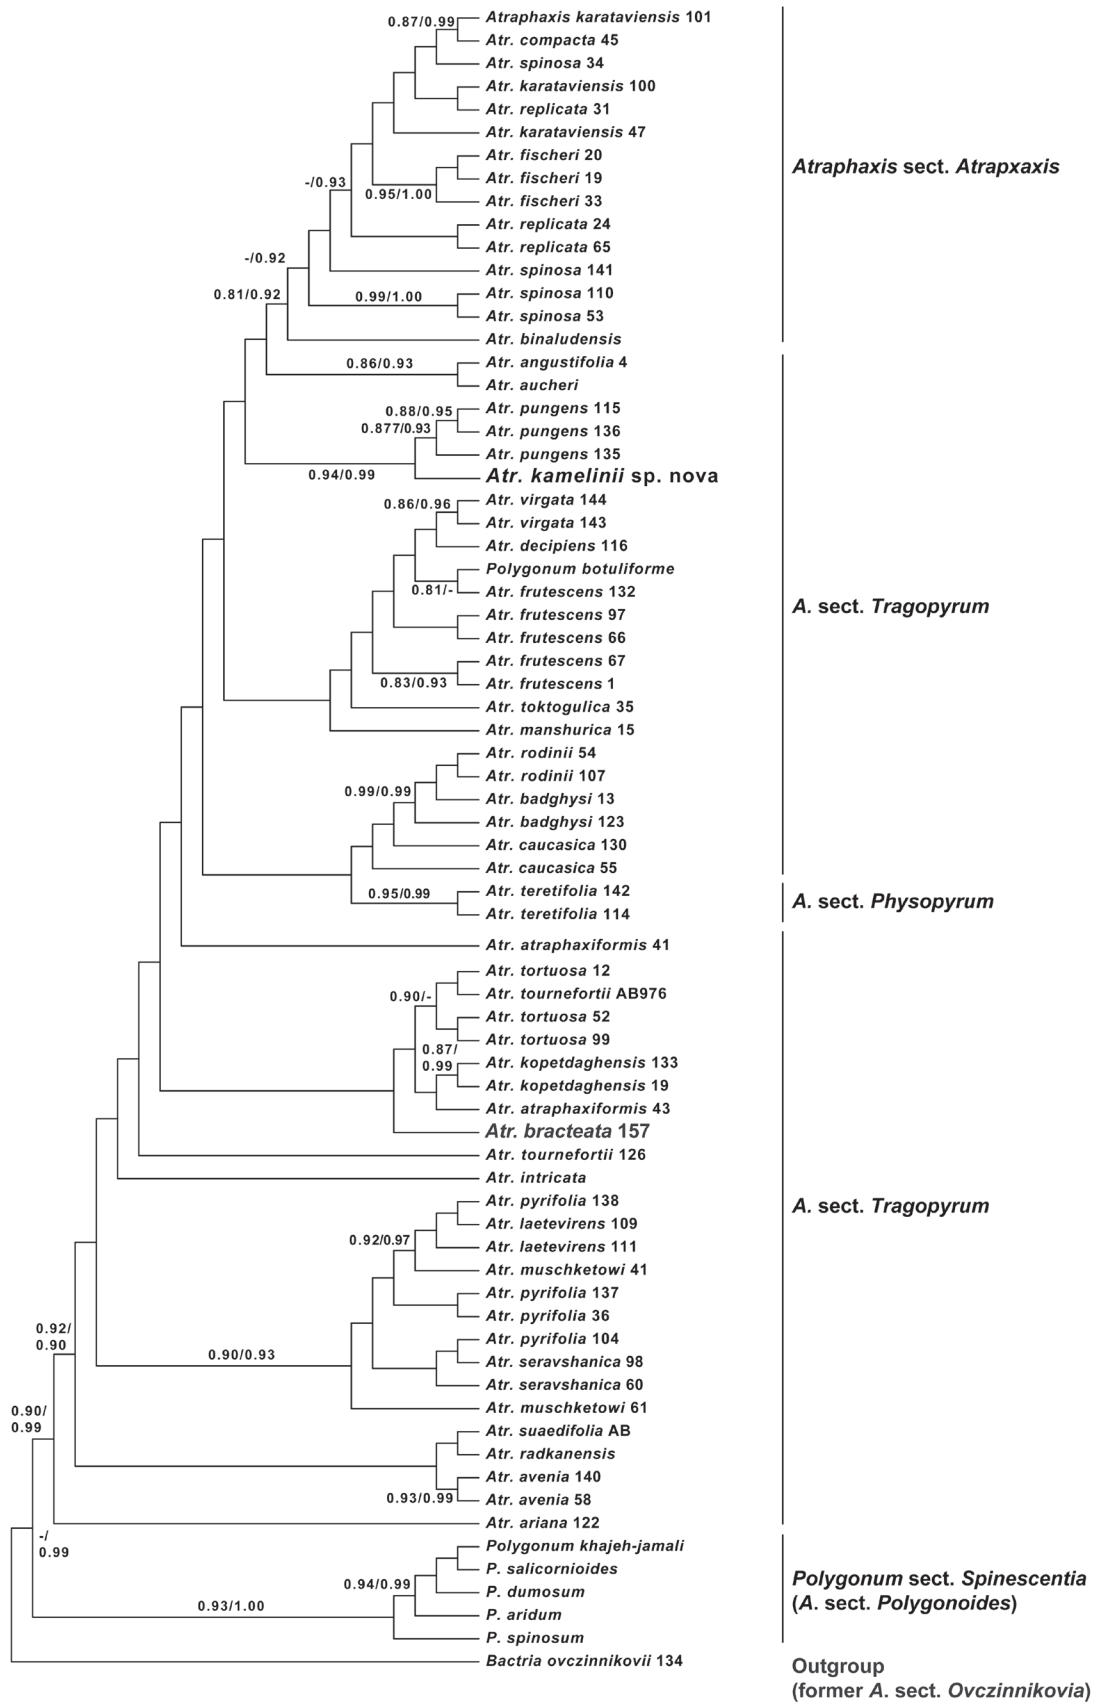 0.87/0.99
Atraphaxis karataviensis 101
Atr. compacta 45
Atr. spinosa 34
Atr. karataviensis 100
Atr. replicata 31
Atr. karataviensis 47
Atr. fischeri 20
Atraphaxis sect. Atrapxaxis
Atr. fischeri 19
-/0.93
0.95/1.00
Atr. fischeri 33
Atr. replicata 24
Atr. replicata 65
-/0.92
Atr. spinosa 141
0.81/0.92
0.99/1.00
Atr. spinosa 110
Atr. spinosa 53
Atr. binaludensis
0.86/0.93
Atr. angustifolia 4
Atr. aucheri
0.88/0.95
Atr. pungens 115
0.877/0.93
Atr. pungens 136
Atr. pungens 135
0.94/0.99
Atr. kamelinii sp. nova
0.86/0.96
Atr. virgata 144
Atr. virgata 143
Atr. decipiens 116
Polygonum botuliforme
0.81/-
Atr. frutescens 132
A. sect. Tragopyrum
Atr. frutescens 97
Atr. frutescens 66
Atr. frutescens 67
0.83/0.93
Atr. frutescens 1
Atr. toktogulica 35
Atr. manshurica 15
Atr. rodinii 54
Atr. rodinii 107
0.99/0.99
Atr. badghysi 13
Atr. badghysi 123
Atr. caucasica 130
Atr. caucasica 55
0.95/0.99
Atr. teretifolia 142
A. sect. Physopyrum
Atr. teretifolia 114
Atr. atraphaxiformis 41
Atr. tortuosa 12
0.90/-
Atr. tournefortii AB976
Atr. tortuosa 52
Atr. tortuosa 99
0.87/
0.99
Atr. kopetdaghensis 133
Atr. kopetdaghensis 19
Atr. atraphaxiformis 43
Atr. bracteata 157
Atr. tournefortii 126
Atr. intricata
Atr. pyrifolia 138
A. sect. Tragopyrum
Atr. laetevirens 109
0.92/0.97
Atr. laetevirens 111
Atr. muschketowi 41
Atr. pyrifolia 137
Atr. pyrifolia 36
0.92/
0.90
Atr. pyrifolia 104
0.90/0.93
Atr. seravshanica 98
Atr. seravshanica 60
Atr. muschketowi 61
0.90/
0.99
Atr. suaedifolia AB
Atr. radkanensis
Atr. avenia 140
0.93/0.99
Atr. avenia 58
Atr. ariana 122
-/
0.99
Polygonum khajeh-jamali
P. salicornioides
0.94/0.99
P. dumosum
Polygonum sect. Spinescentia
(A. sect. Polygonoides)
0.93/1.00
P. aridum
P. spinosum
Bactria ovczinnikovii 134
Outgroup
(former A. sect. Ovczinnikovia)